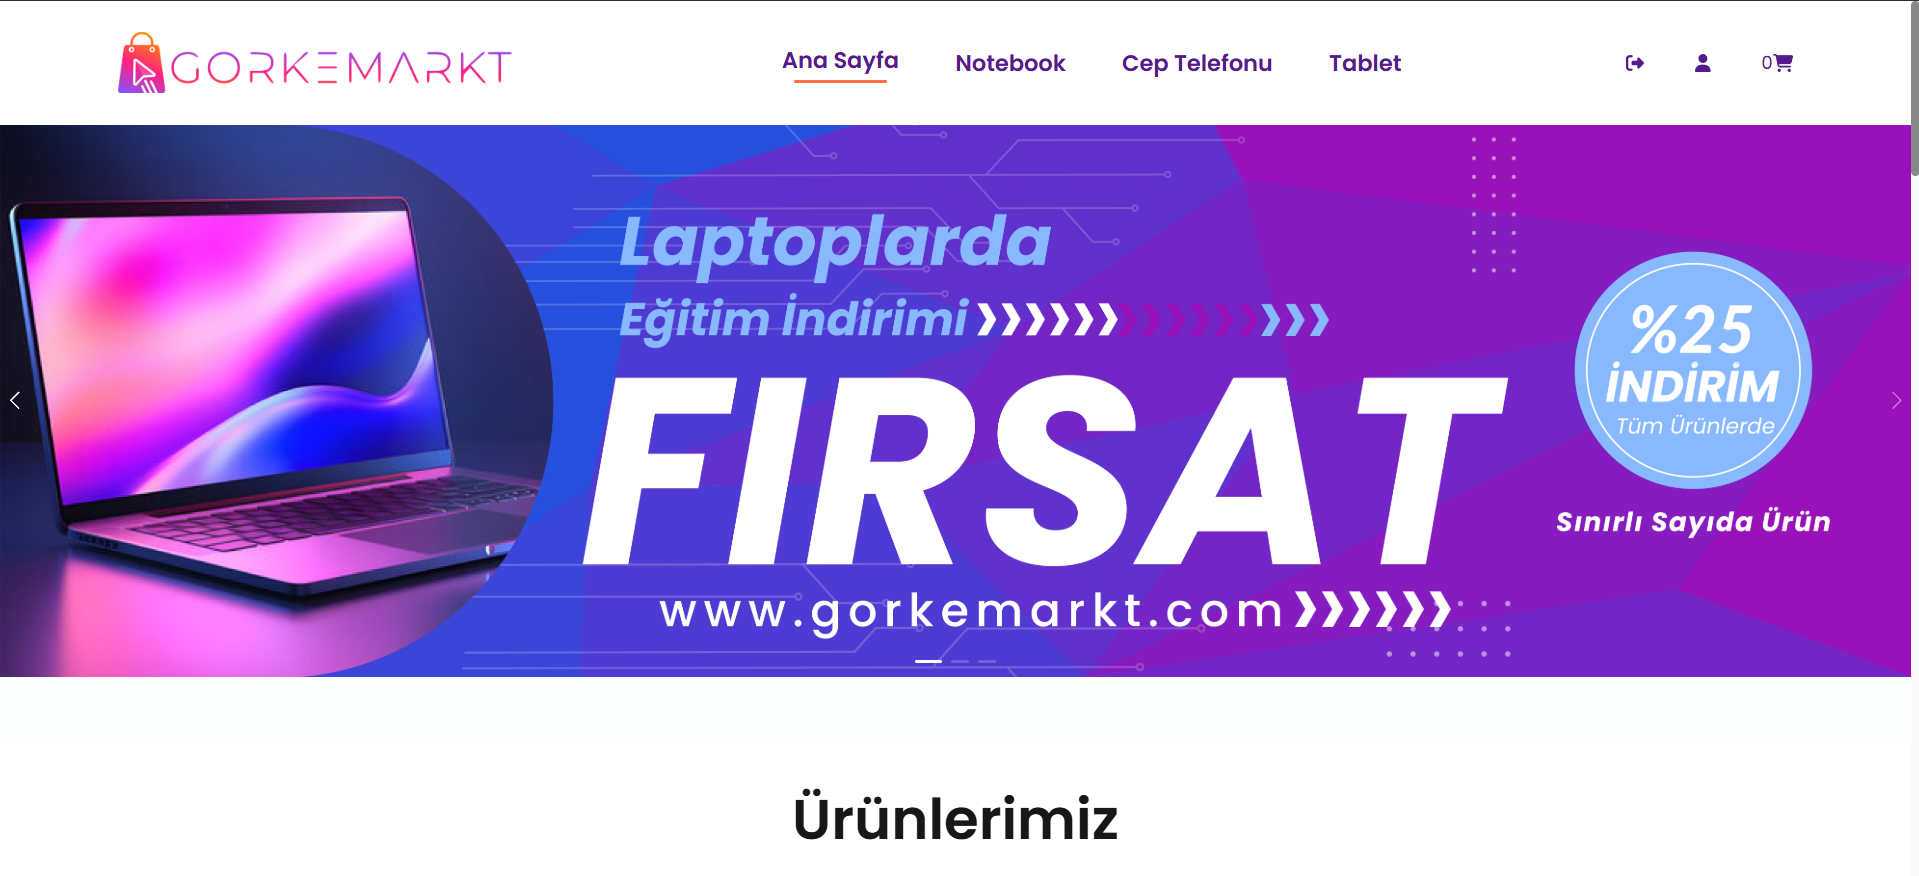 GORKEMARKT
Ana Sayfa
Notebook
Cep Telefonu
Tablet
0
Laptoplarda
Eğitim İndirimi
FIRSAT
www.gorkemarkt.com
%25
İNDİRİM
Tüm Ürünlerde
Sınırlı Sayıda Ürün
Ürünlerimiz